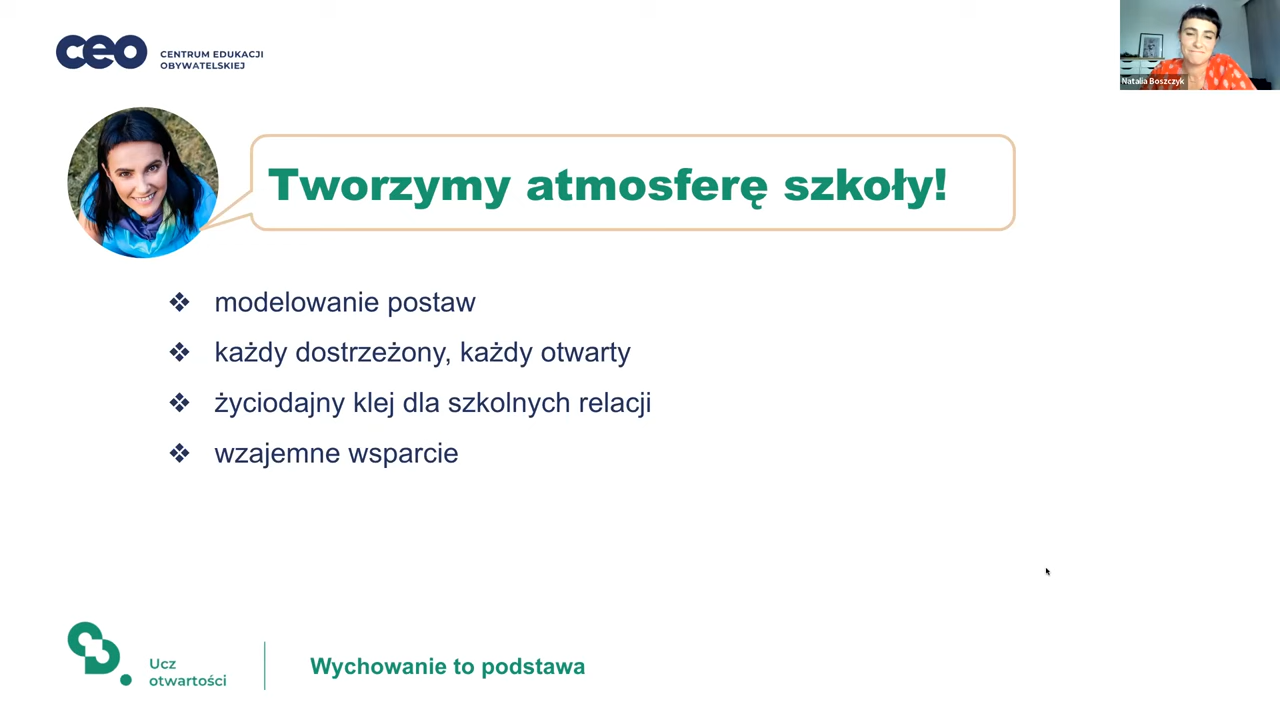 ceo
CENTRUM EDUKACJI
OBYWATELSKIEJ
Natalia Boszczyk
Tworzymy atmosferę szkoły!
❖ modelowanie postaw
❖ każdy dostrzeżony, każdy otwarty
❖ życiodajny klej dla szkolnych relacji
❖ wzajemne wsparcie
Ucz
otwartości
Wychowanie to podstawa